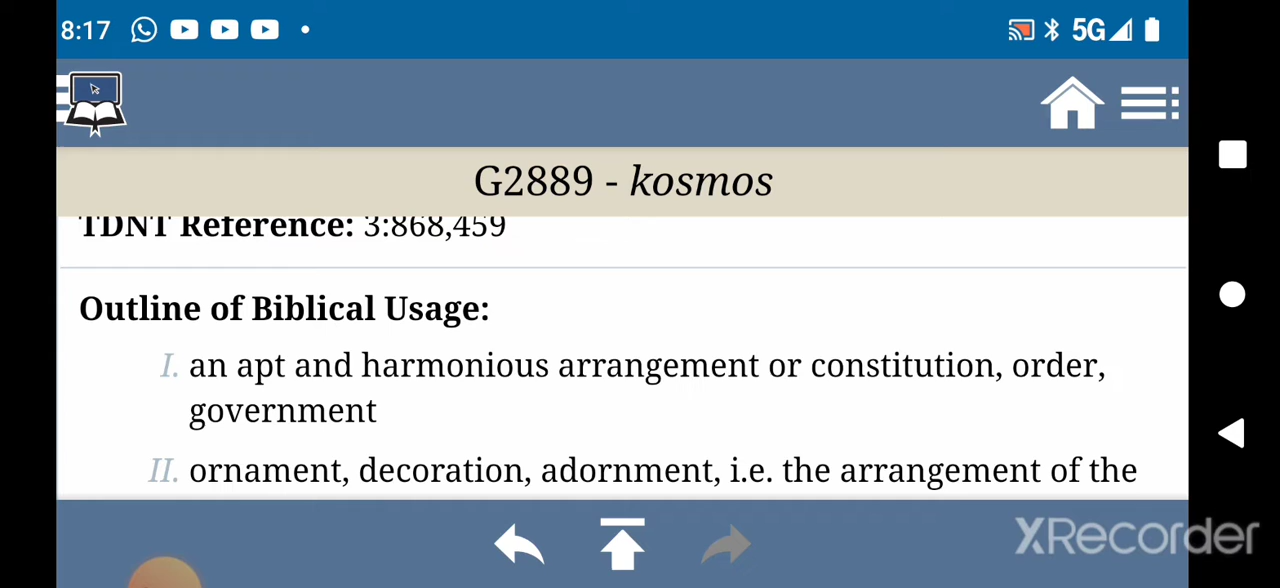 8:17 5G
G2889 - kosmos
TDNT Reference: 3:868,459
Outline of Biblical Usage:
I. an apt and harmonious arrangement or constitution, order,
government
II. ornament, decoration, adornment, i.e. the arrangement of the
XRecorder